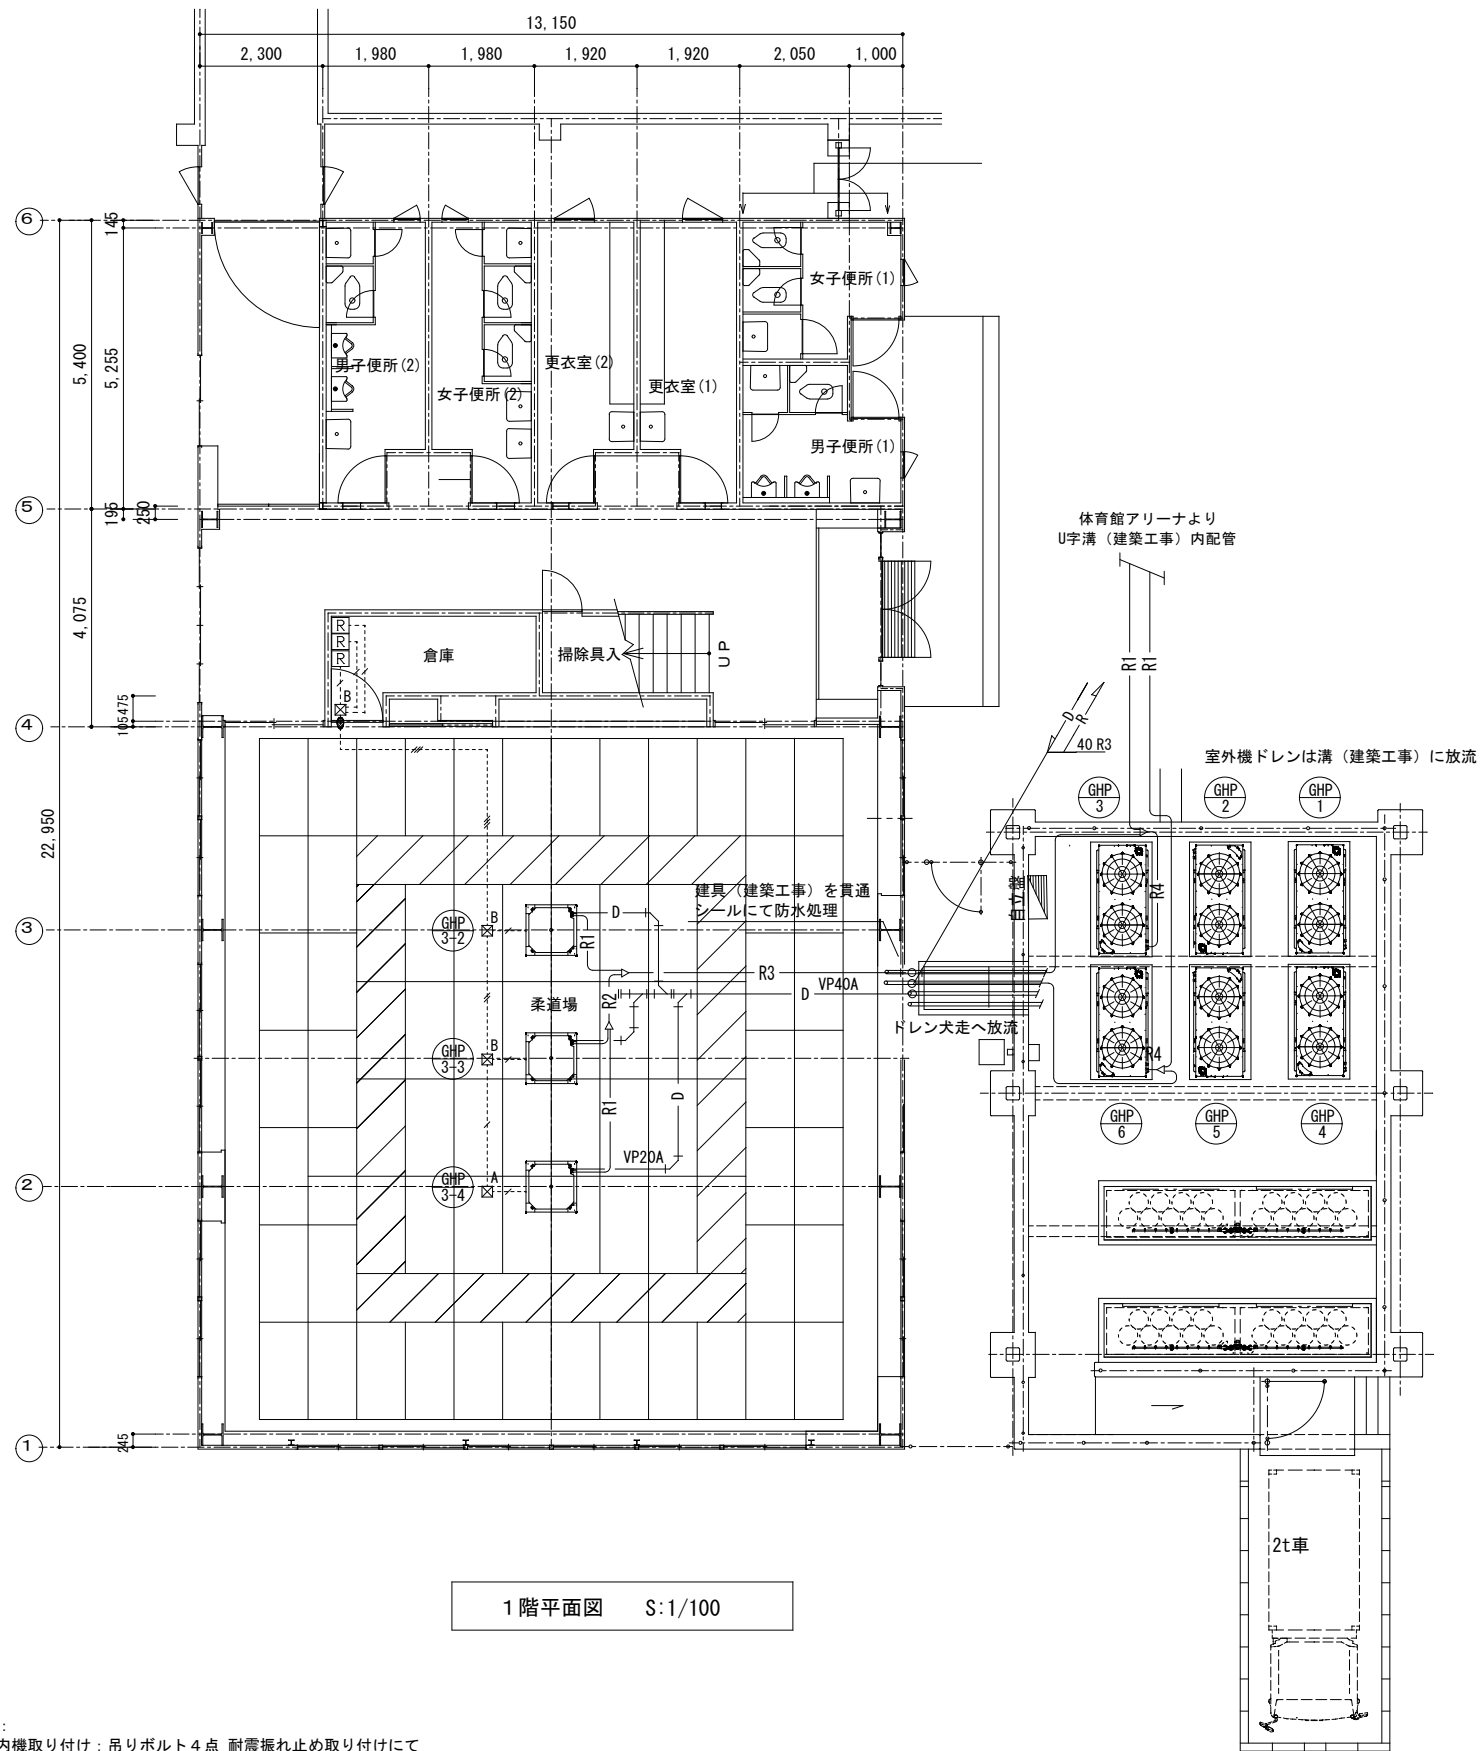 13,150
2,300
1,980
1,980
1,920
1,920
2,050
1,000
6
145
5,400
5,255
女子便所(1)
男子便所(2)
女子便所(2)
更衣室(2)
更衣室(1)
男子便所(1)
5
195
250
体育館アリーナより
U字溝（建築工事）内配管
4,075
R
R
R
倉庫
掃除具入
UP
R1
R1
B
475
105
4
D
R
40 R3
室外機ドレンは溝（建築工事）に放流
GHP
3
GHP
2
GHP
1
22,950
建具（建築工事）を貫通
シールにて防水処理
自立盤
R4
3
GHP
3-2
B
D
R1
R3
VP40A
D
R2
柔道場
ドレン犬走へ放流
GHP
3-3
B
R4
R1
D
GHP
6
GHP
5
GHP
4
VP20A
2
GHP
3-4
A
1
245
2t車
1階平面図 S:1/100
:
内機取り付け：吊りボルト４点 耐震振れ止め取り付けにて